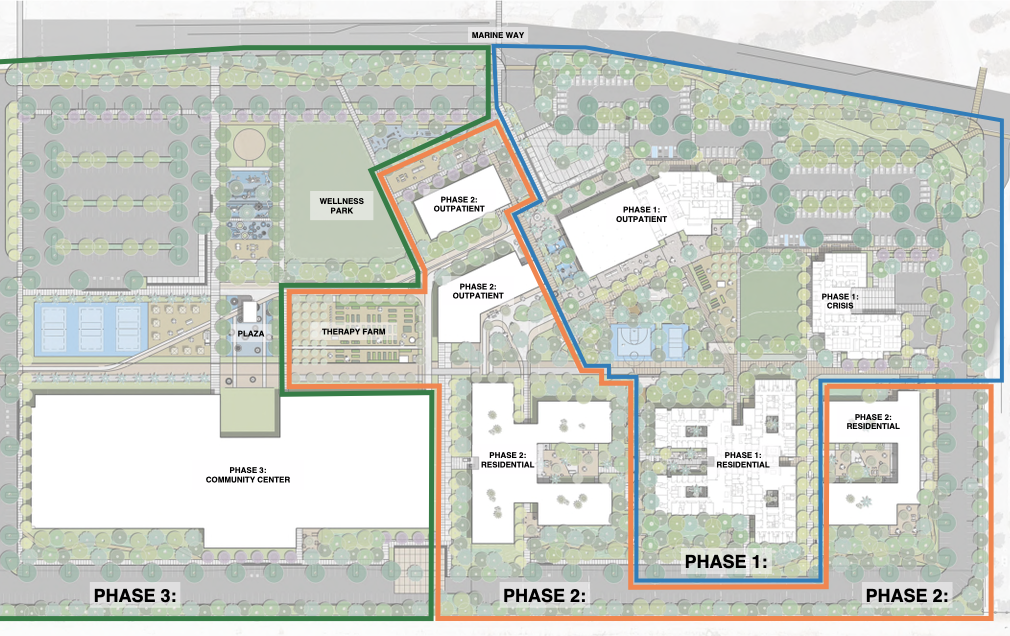 MARINE WAY
WELLNESS
PARK
PHASE 2:
OUTPATIENT
PHASE 1:
OUTPATIENT
PHASE 2:
OUTPATIENT
PHASE 1:
CRISIS
PLAZA
THERAPY FARM
PHASE 2:
RESIDENTIAL
PHASE 3:
COMMUNITY CENTER
PHASE 2:
RESIDENTIAL
PHASE 1:
RESIDENTIAL
PHASE 1:
PHASE 3:
PHASE 2:
PHASE 2: